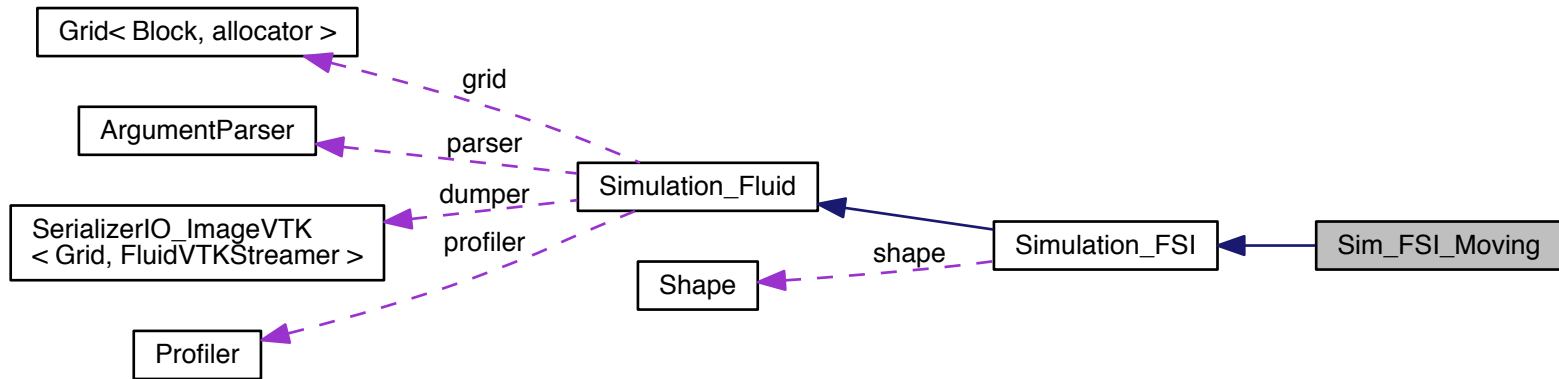 Grid< Block, allocator >
grid
ArgumentParser
parser
dumper
Simulation_Fluid
SerializerIO_ImageVTK
< Grid, FluidVTKStreamer >
profiler
shape
Simulation_FSI
Sim_FSI_Moving
Shape
Profiler